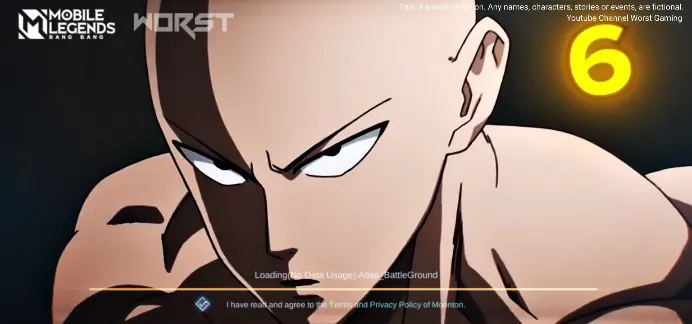 This is a work of fiction. Any names, characters, stories or events, are fictional.
Youtube Channel Worst Gaming
MOBILE
LEGENDS
BANG BANG
WORST
6
Loading(No Data Usage):Atlas_BattleGround
I have read and agree to the Terms and Privacy Policy of Moonton.